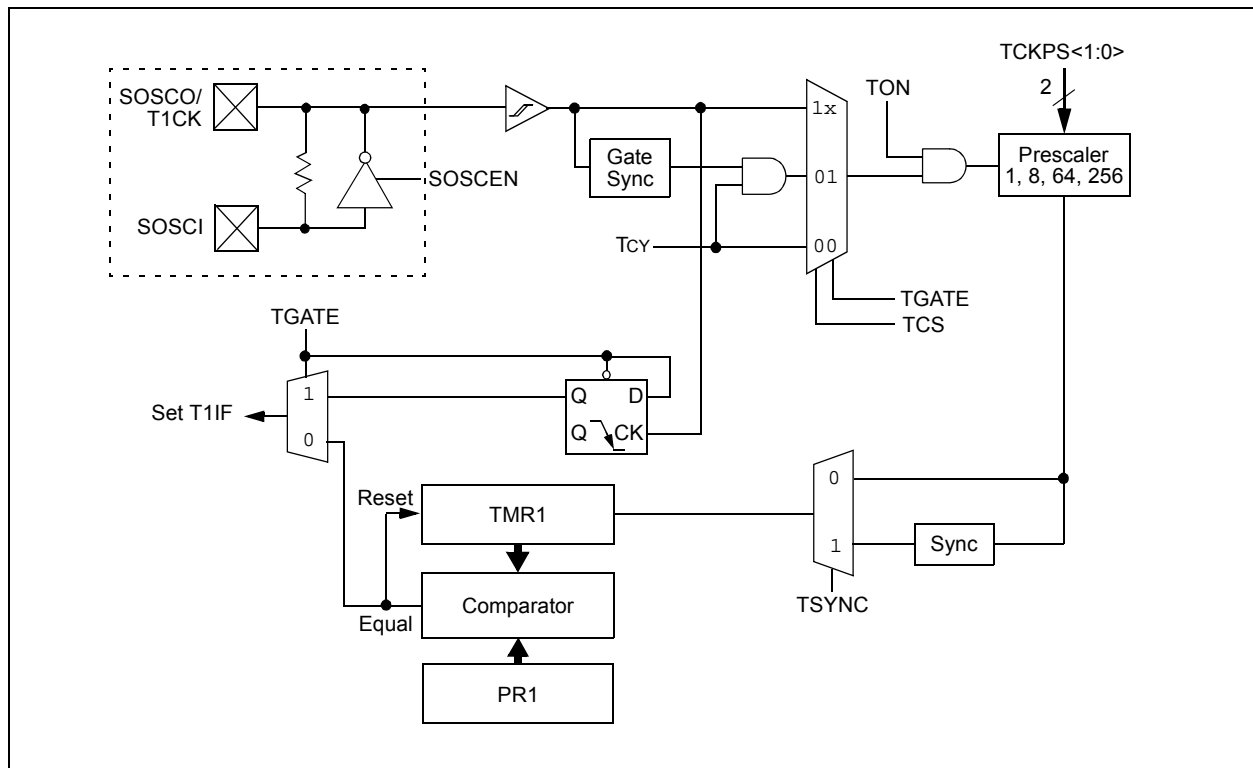 TCKPS<1:0>
2
TON
SOSCO/
T1CK
1x
Gate
Sync
Prescaler
1, 8, 64, 256
01
SOSCEN
SOSCI
TCY
00
TGATE
TCS
TGATE
1
Q
D
Set T1IF
0
Q
CK
Reset
TMR1
0
1
Sync
Comparator
TSYNC
Equal
PR1